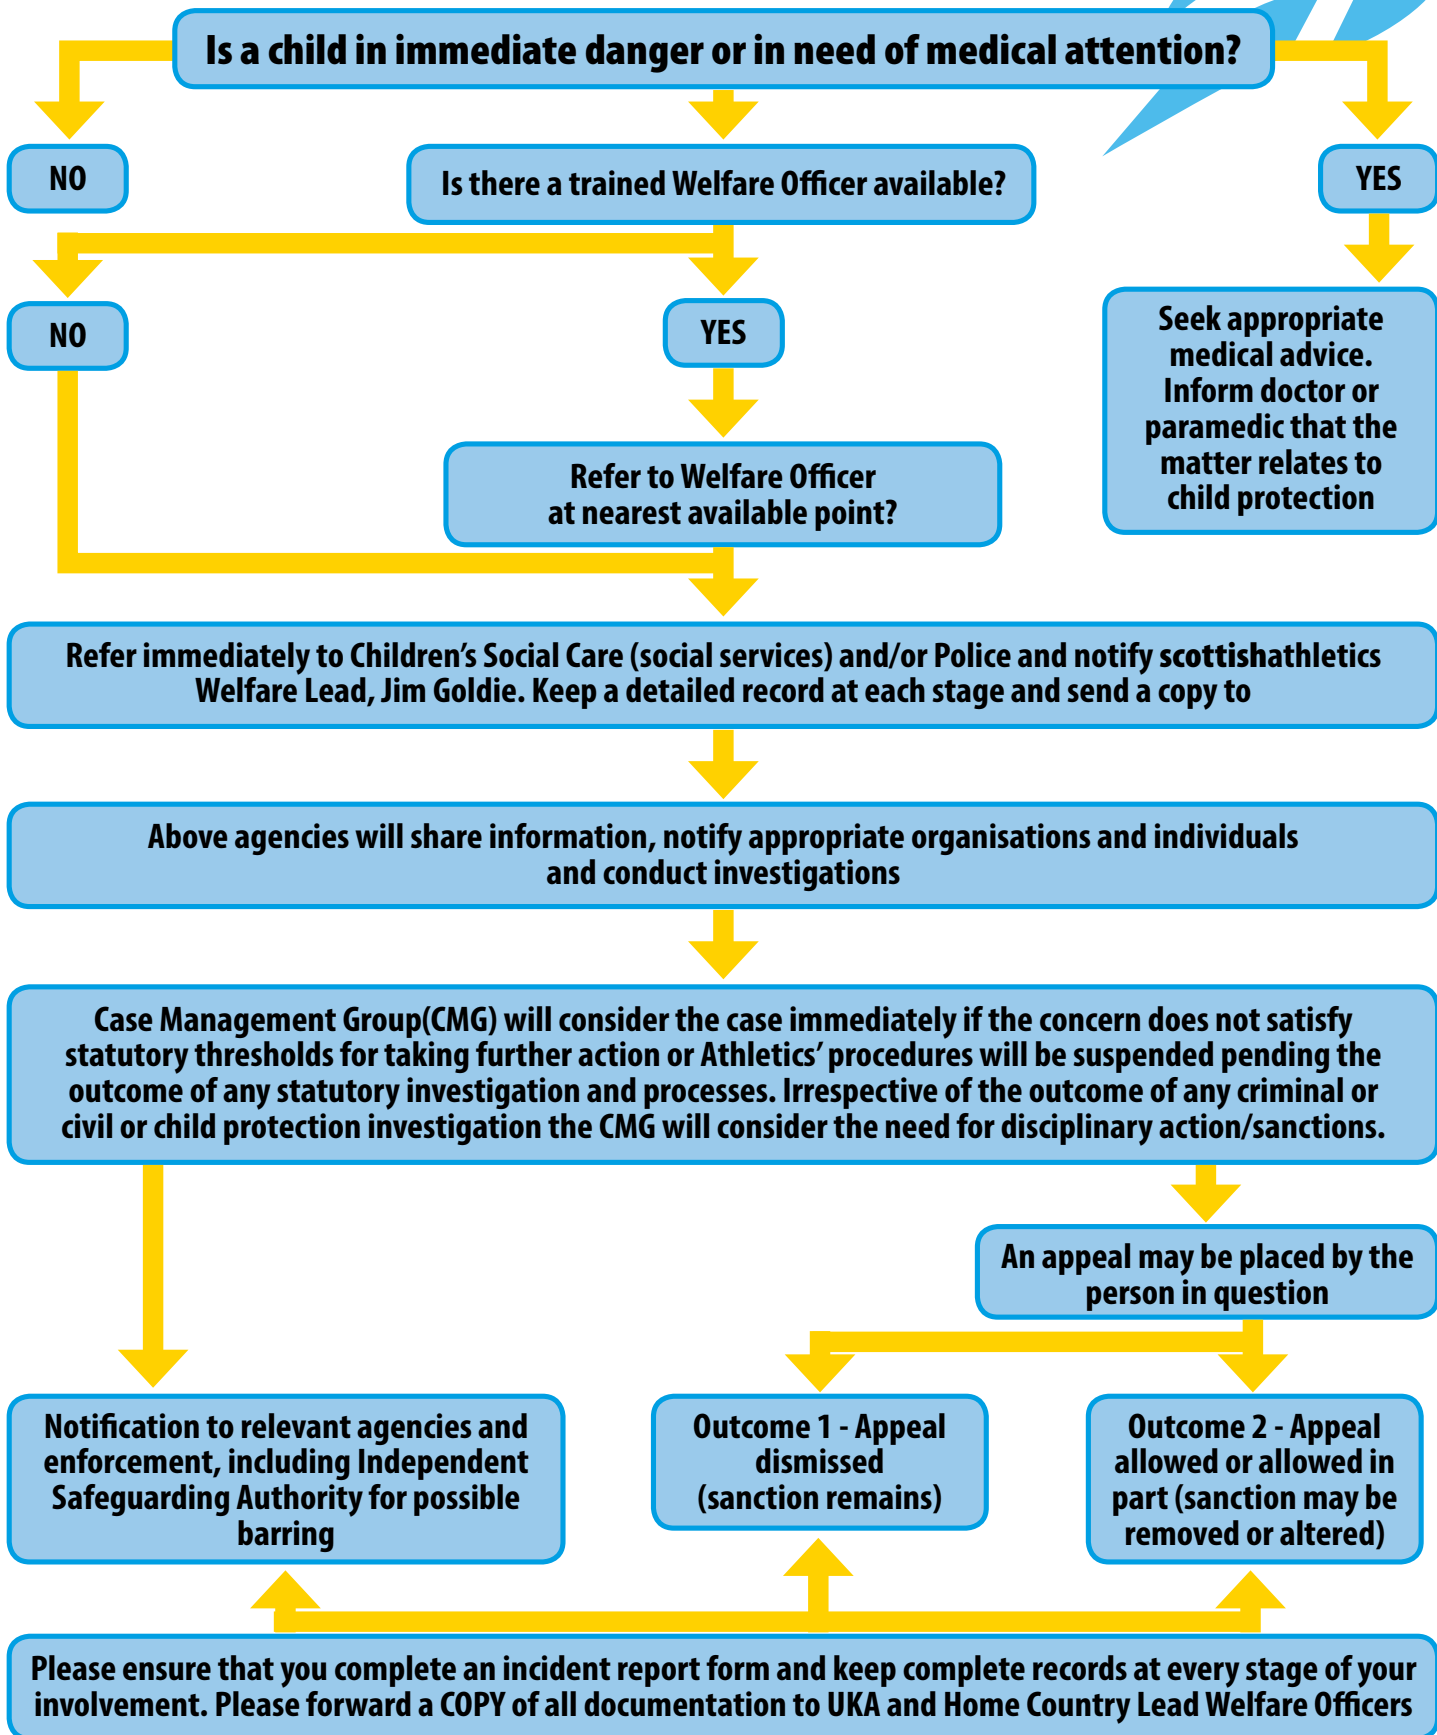 Is a child in immediate danger or in need of medical attention?
NO
Is there a trained Welfare Officer available?
YES
NO
YES
Seek appropriate
medical advice.
Inform doctor or
paramedic that the
matter relates to
child protection
Refer to Welfare Officer
at nearest available point?
Refer immediately to Children’s Social Care (social services) and/or Police and notify scottishathletics
Welfare Lead, Jim Goldie. Keep a detailed record at each stage and send a copy to
Above agencies will share information, notify appropriate organisations and individuals
and conduct investigations
Case Management Group(CMG) will consider the case immediately if the concern does not satisfy
statutory thresholds for taking further action or Athletics’ procedures will be suspended pending the
outcome of any statutory investigation and processes. Irrespective of the outcome of any criminal or
civil or child protection investigation the CMG will consider the need for disciplinary action/sanctions.
An appeal may be placed by the
person in question
Notification to relevant agencies and
enforcement, including Independent
Safeguarding Authority for possible
barring
Outcome 1 - Appeal
dismissed
(sanction remains)
Outcome 2 - Appeal
allowed or allowed in
part (sanction may be
removed or altered)
Please ensure that you complete an incident report form and keep complete records at every stage of your
involvement. Please forward a COPY of all documentation to UKA and Home Country Lead Welfare Officers